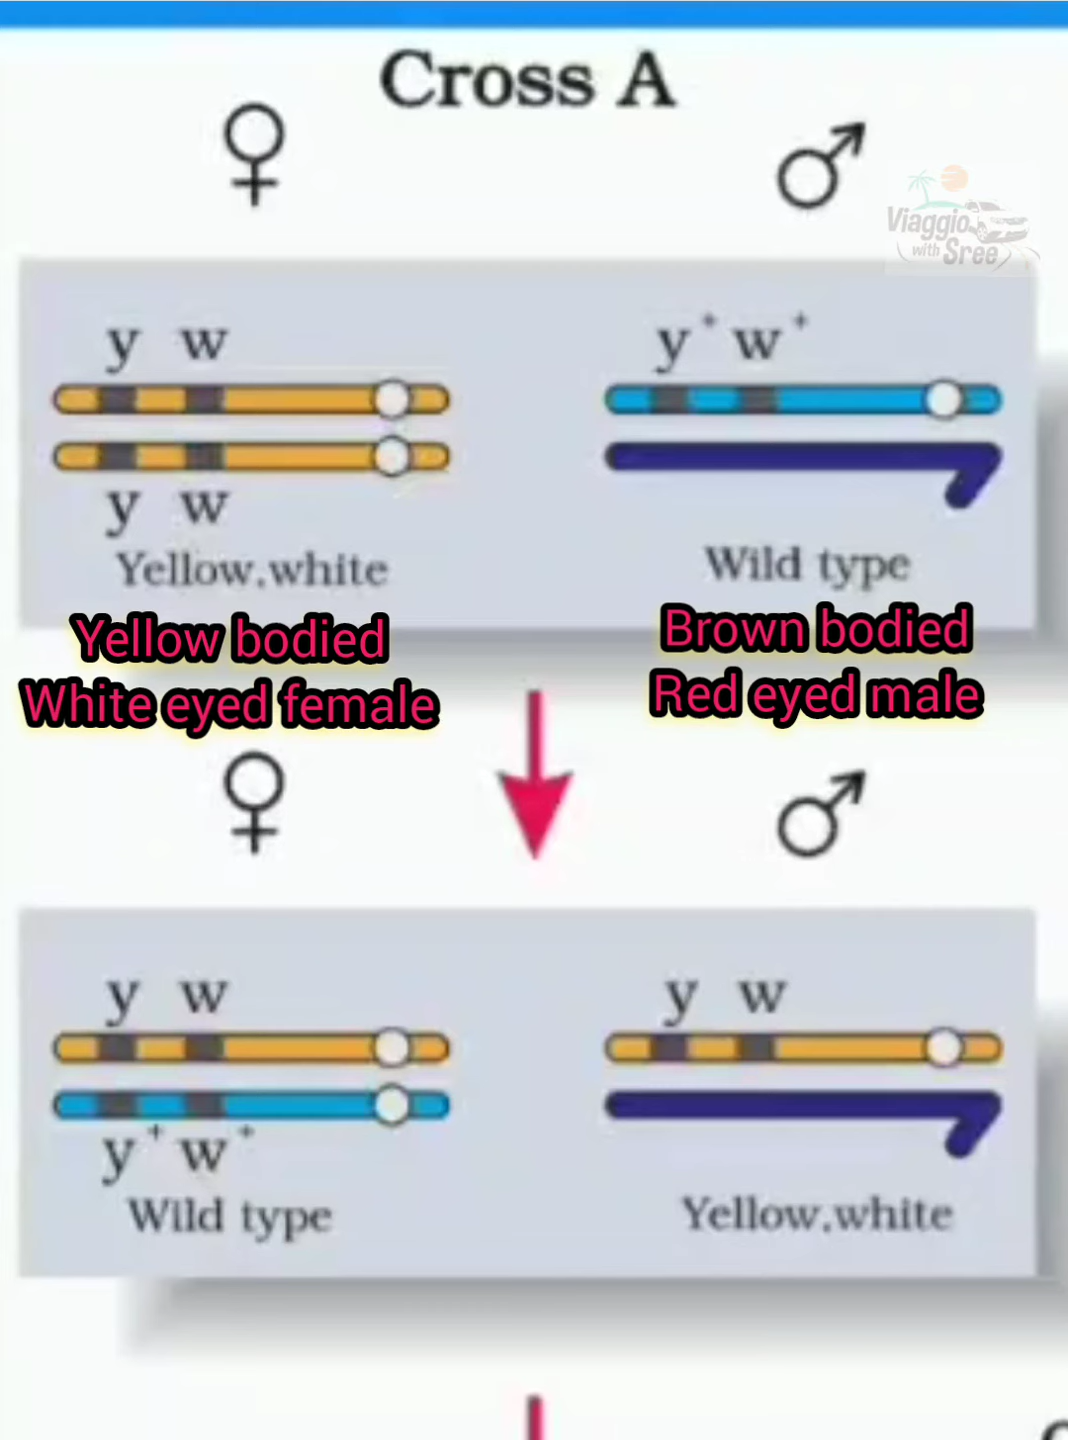 Cross A
♀ ♂
Viaggio
with Sree
y w y⁺ w⁺
y w
Yellow,white Wild type
Yellow bodied Brown bodied
White eyed female Red eyed male
♀ ♂
y w y w
y⁺ w⁺
Wild type Yellow,white